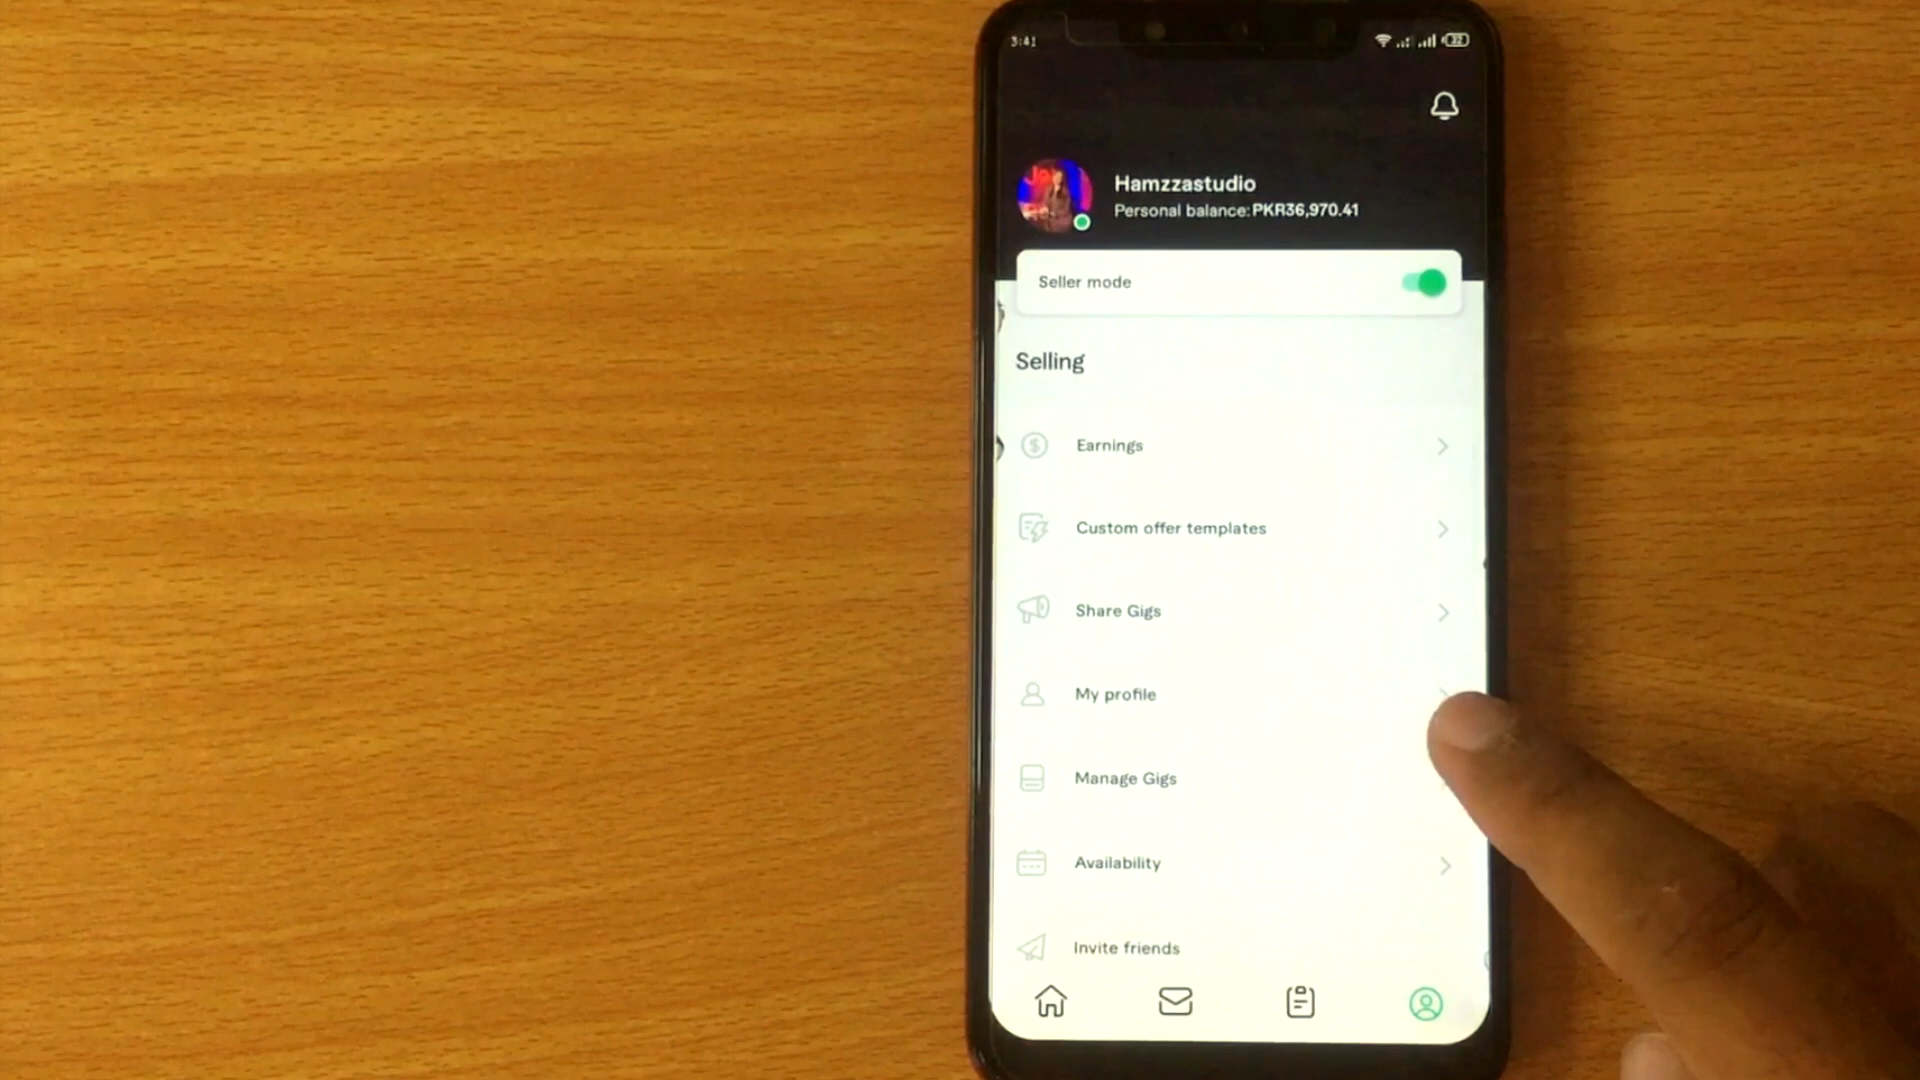 3:41
32
Hamzzastudio
Personal balance: PKR36,970.41
Seller mode
Selling
$ Earnings
Custom offer templates
Share Gigs
My profile
Manage Gigs
Availability
Invite friends